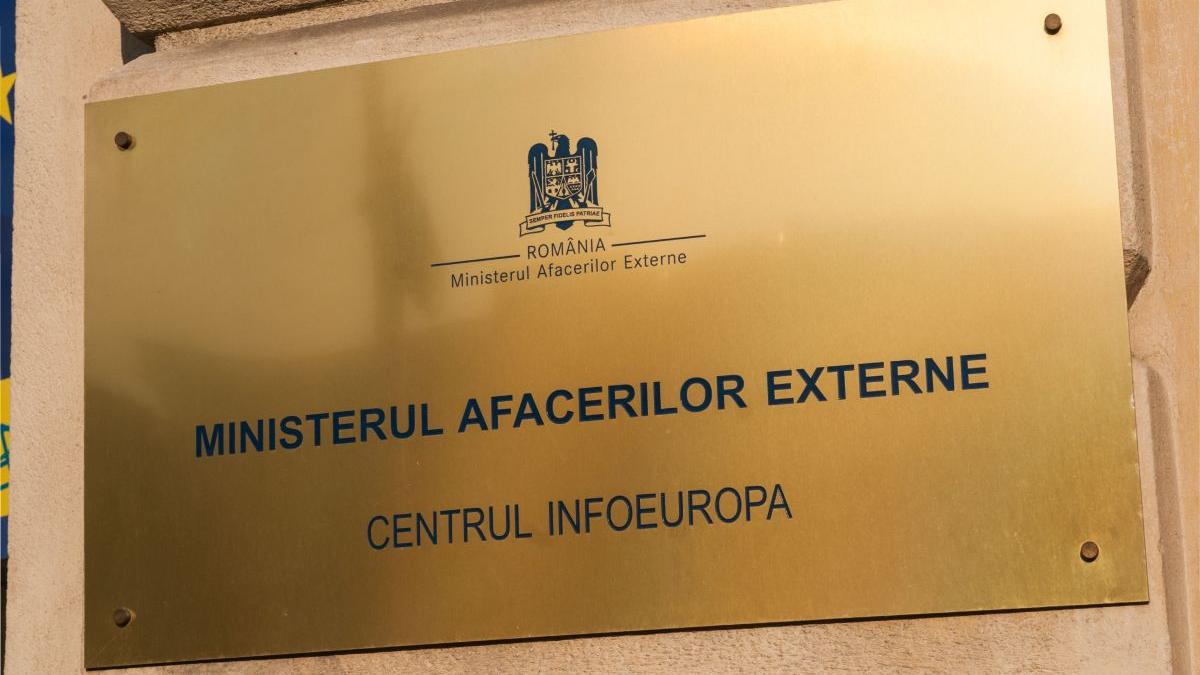 SEMPER FIDELIS PATRIAE
ROMÂNIA
Ministerul Afacerilor Externe
MINISTERUL AFACERILOR EXTERNE
CENTRUL INFOEUROPA